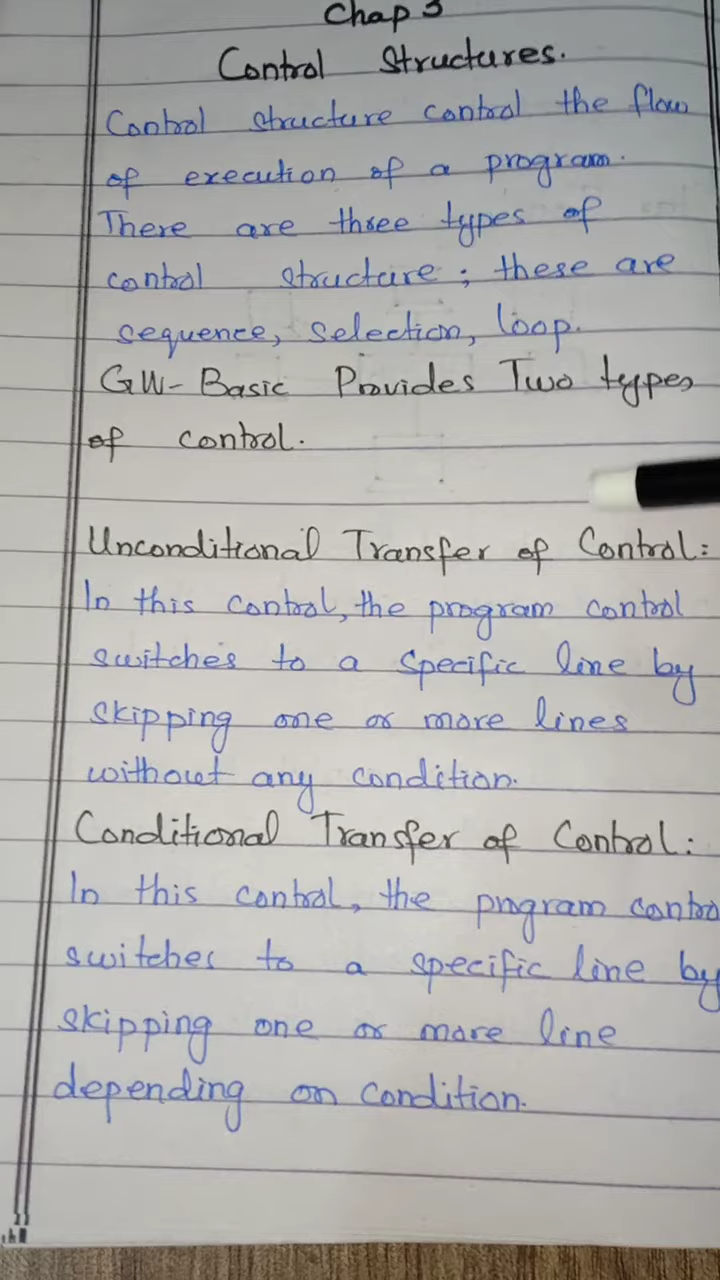 Chap 3
Control Structures.
Control structure control the flow
of execution of a program.
There are three types of
control structure; these are
sequence, selection, loop.
GW-Basic Provides Two types
of control.
Unconditional Transfer of Control:
In this control, the program control
switches to a specific line by
skipping one or more lines
without any condition.
Conditional Transfer of Control:
In this control, the program contro
switches to a specific line by
skipping one or more line
depending on condition.